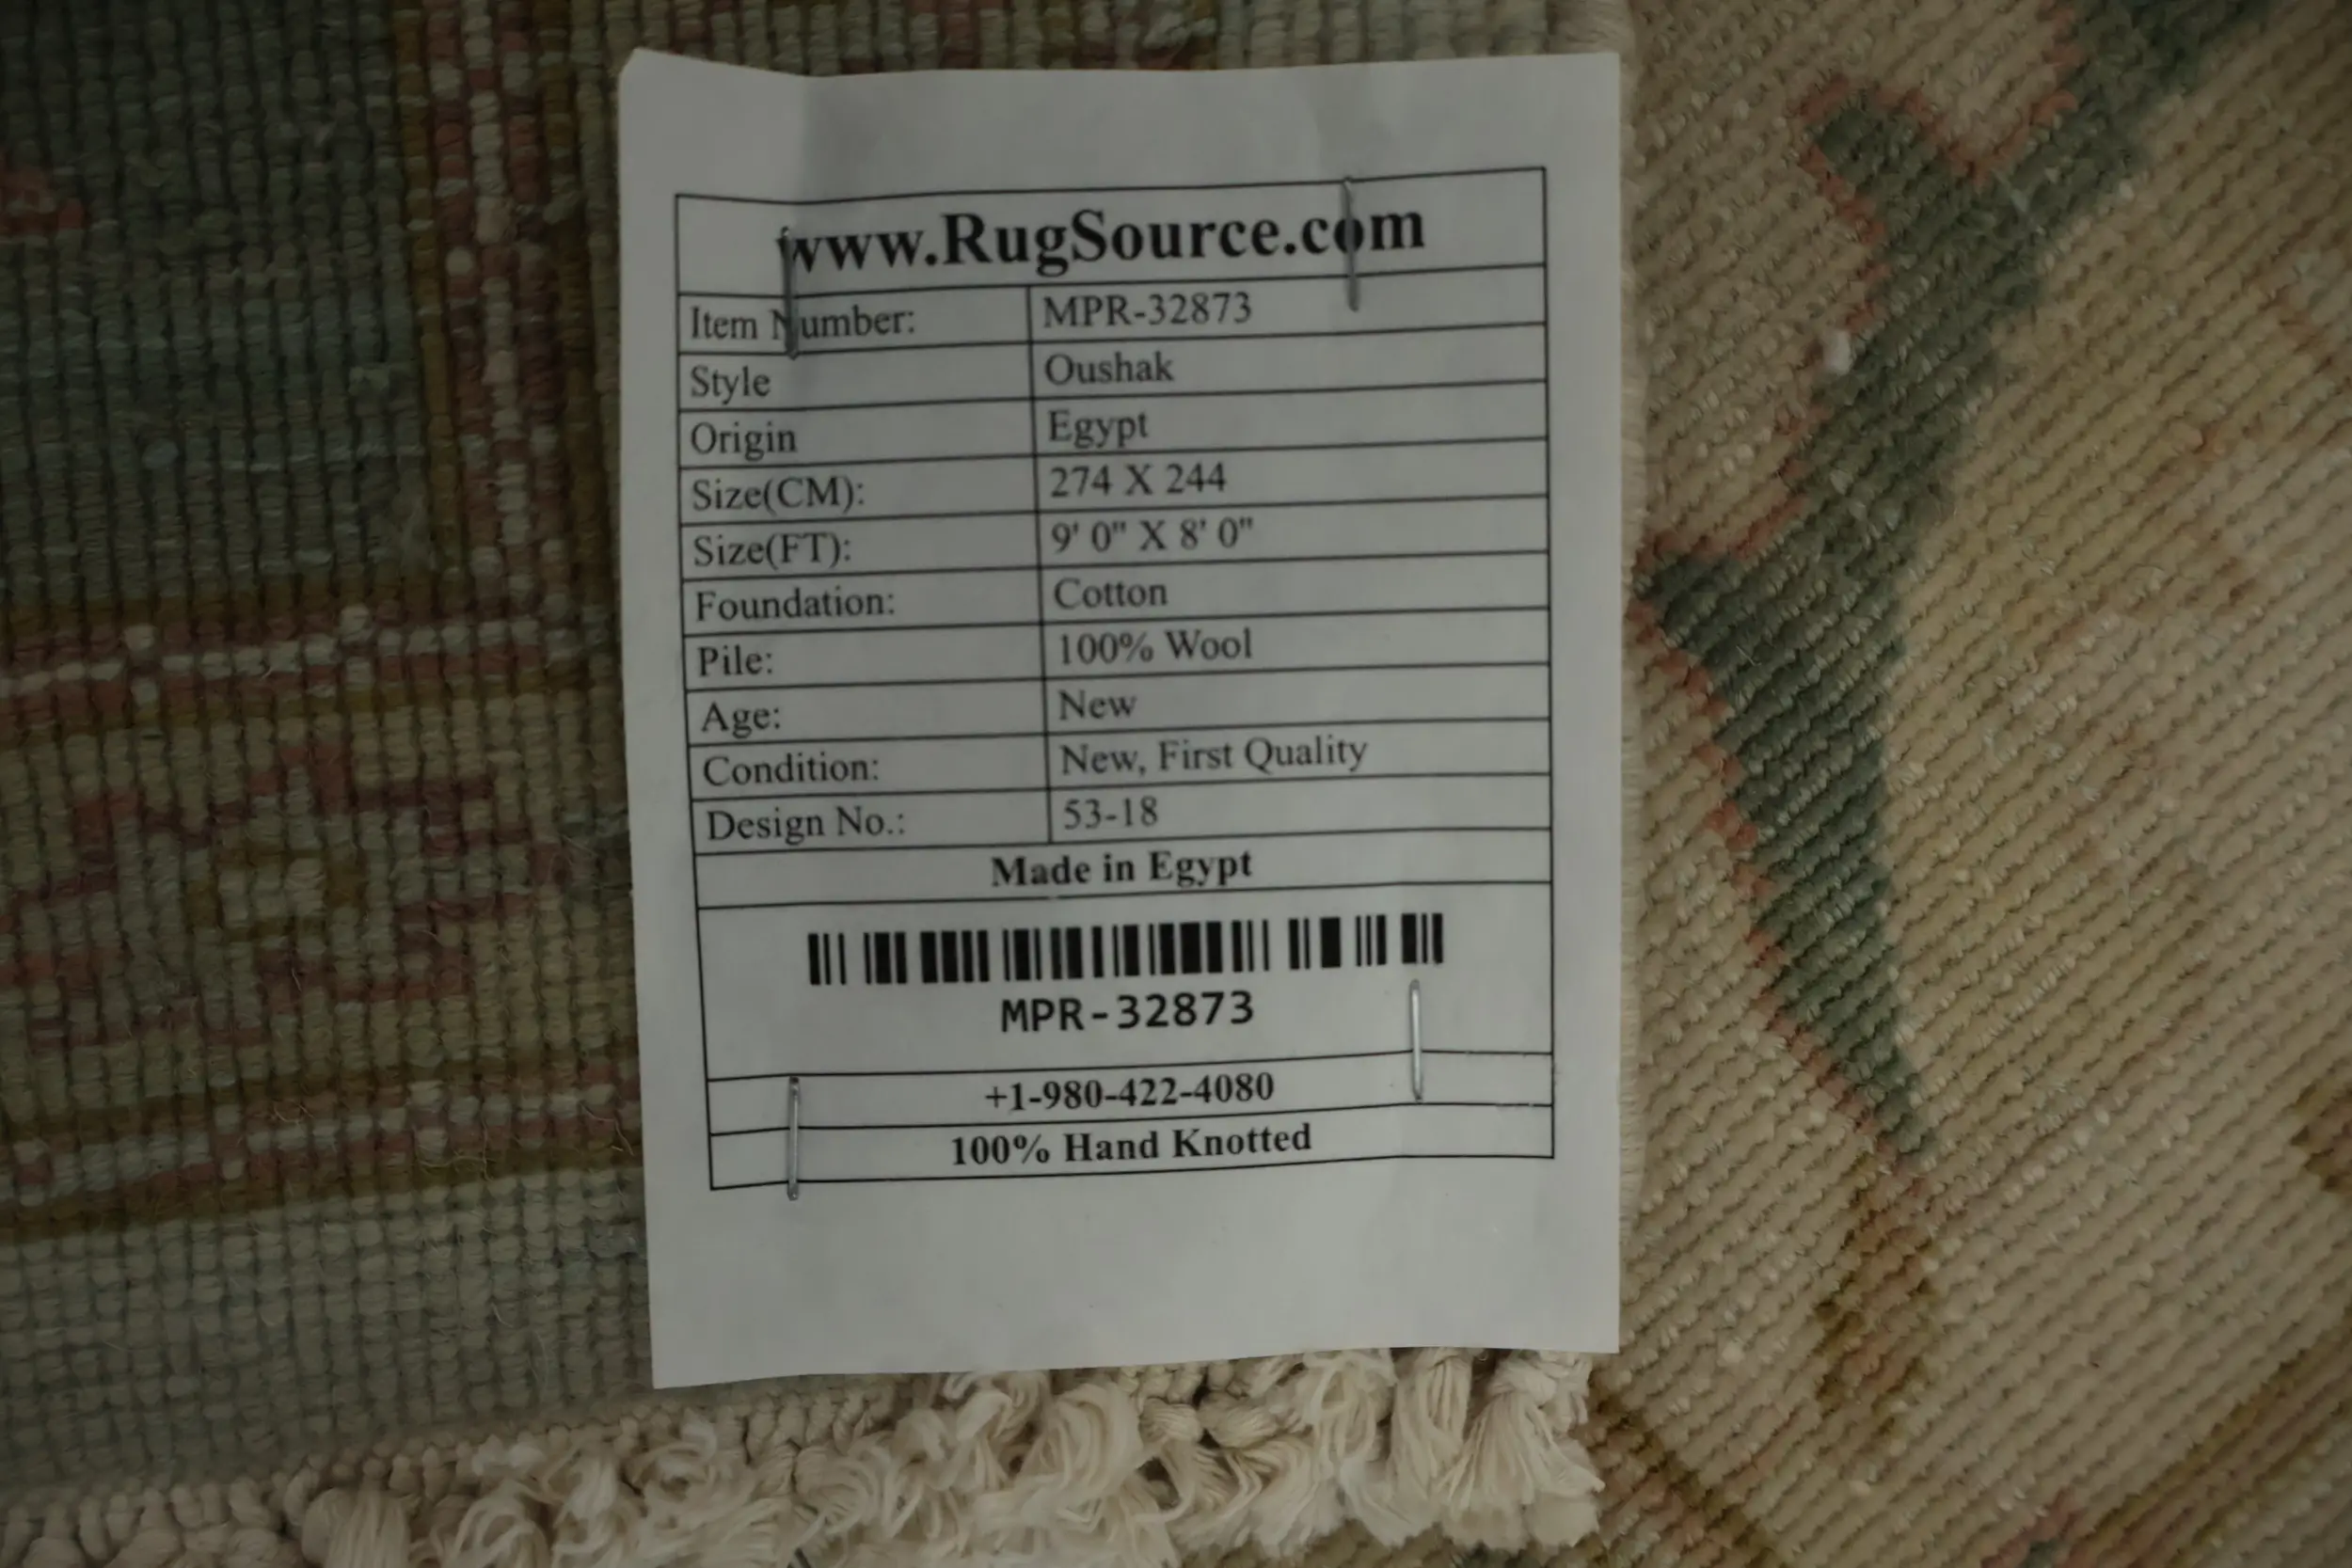 www.RugSource.com
Item Number: MPR-32873
Style Oushak
Origin Egypt
Size(CM): 274 X 244
Size(FT): 9' 0" X 8' 0"
Foundation: Cotton
Pile: 100% Wool
Age: New
Condition: New, First Quality
Design No.: 53-18
Made in Egypt
MPR-32873
+1-980-422-4080
100% Hand Knotted